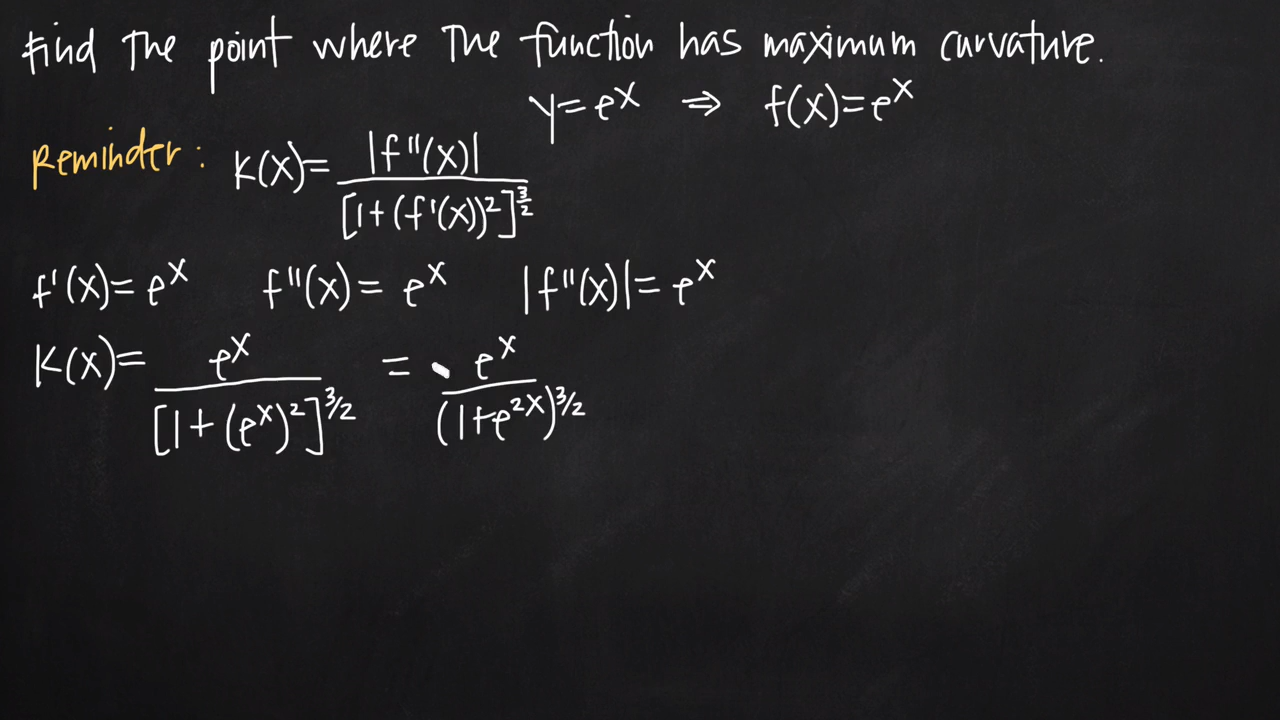 Find The point where The function has maximum curvature.
y=e^x ⇒ f(x)=e^x
Reminder: K(x)= |f''(x)| / [1+(f'(x))^2]^(3/2)
f'(x)=e^x f''(x)=e^x |f''(x)|=e^x
K(x)= e^x / [1+(e^x)^2]^(3/2) = e^x / (1+e^(2x))^(3/2)